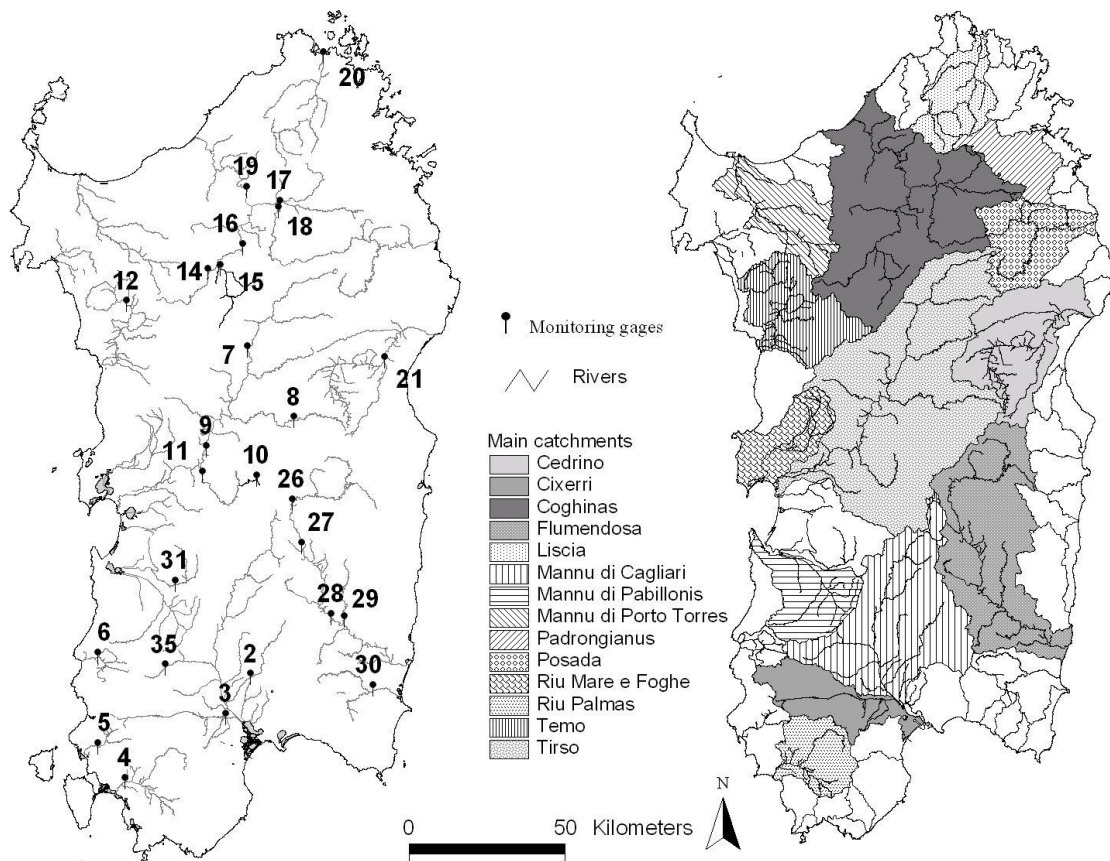 20
19
17
18
16
14
15
12
7
21
8
9
11
10
26
27
31
28
29
6
35
2
30
3
5
4
Monitoring gages
Rivers
Main catchments
Cedrino
Cixerri
Coghinas
Flumendosa
Liscia
Mannu di Cagliari
Mannu di Pabillonis
Mannu di Porto Torres
Padrongianus
Posada
Riu Mare e Foghe
Riu Palmas
Temo
Tirso
N
0 50 Kilometers